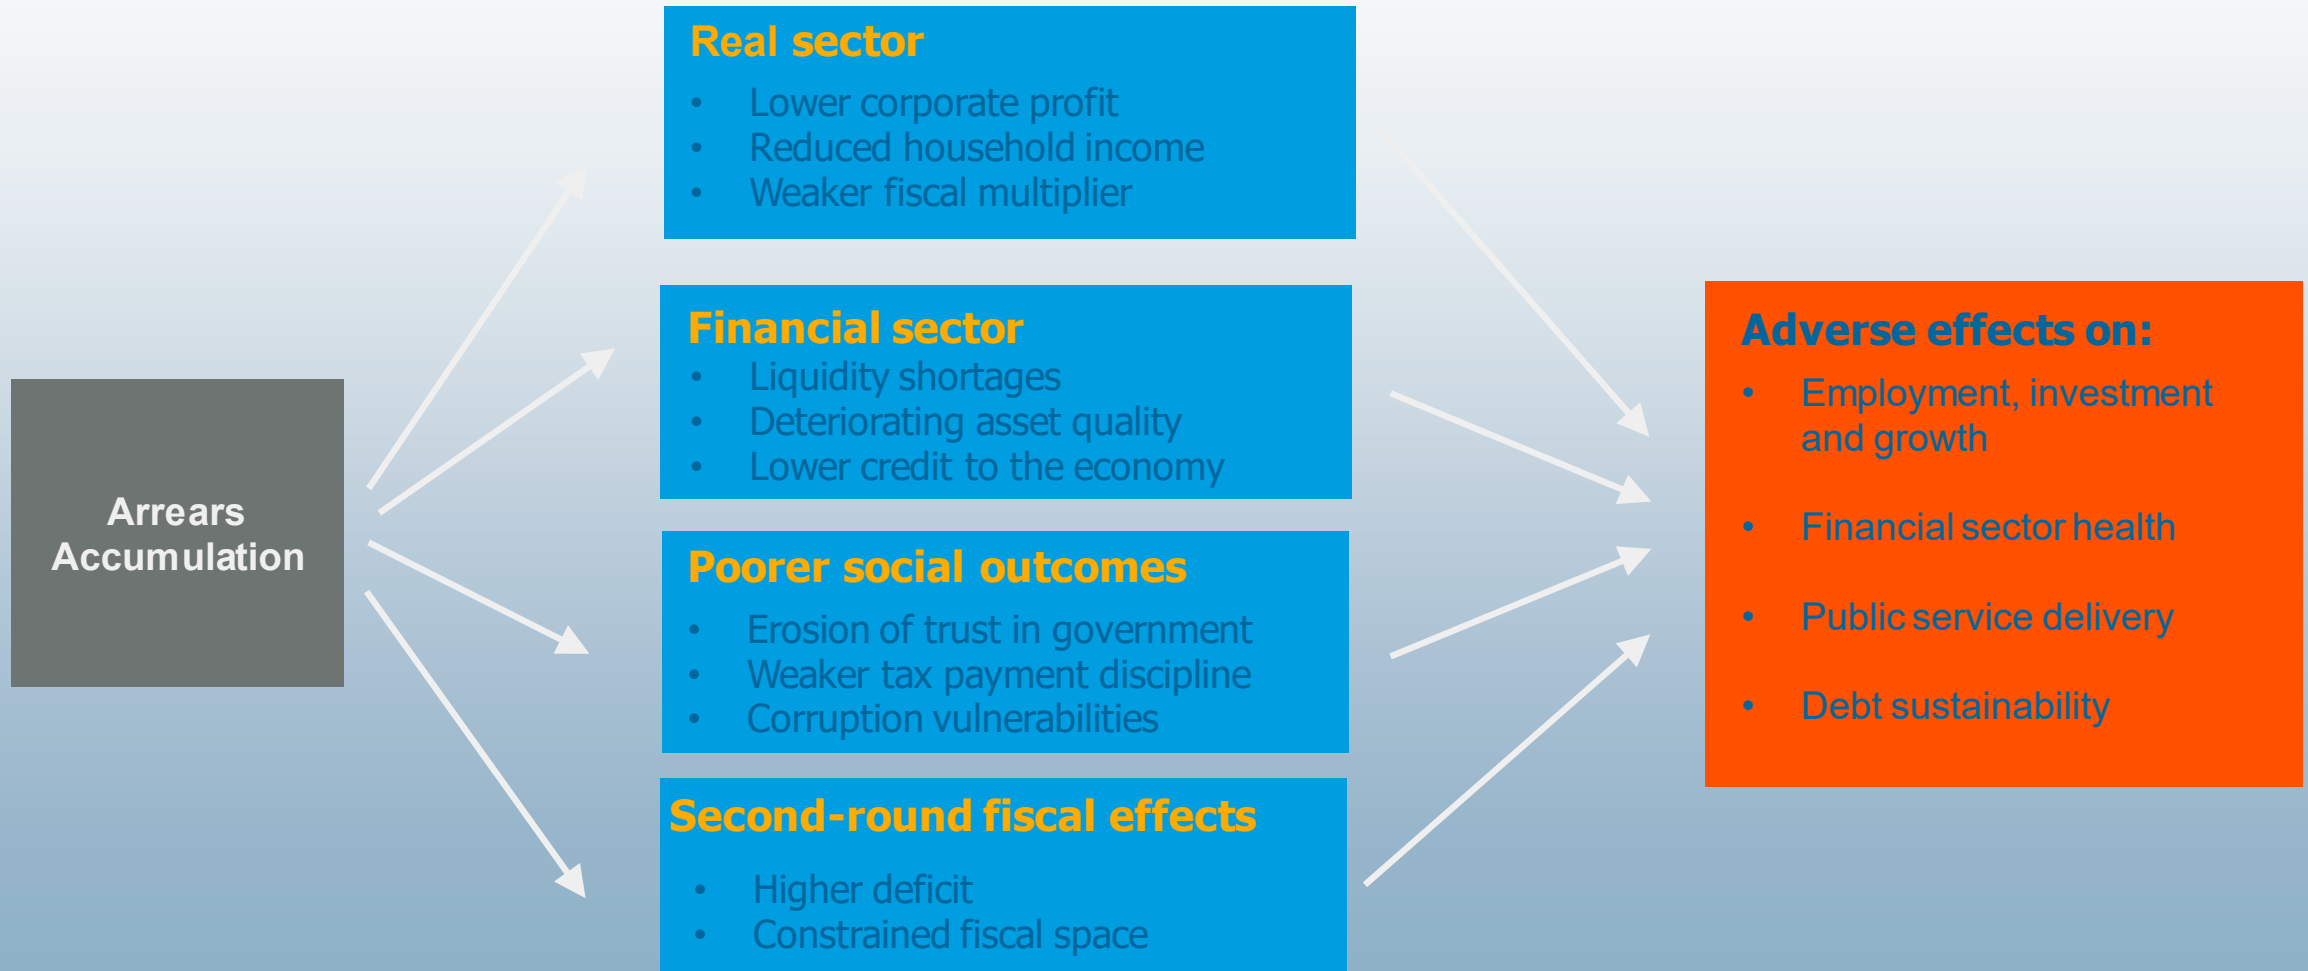 Real sector
• Lower corporate profit
• Reduced household income
• Weaker fiscal multiplier
Financial sector
• Liquidity shortages
• Deteriorating asset quality
• Lower credit to the economy
Arrears
Accumulation
Poorer social outcomes
• Erosion of trust in government
• Weaker tax payment discipline
• Corruption vulnerabilities
Second-round fiscal effects
• Higher deficit
• Constrained fiscal space
Adverse effects on:
• Employment, investment
and growth
• Financial sector health
• Public service delivery
• Debt sustainability